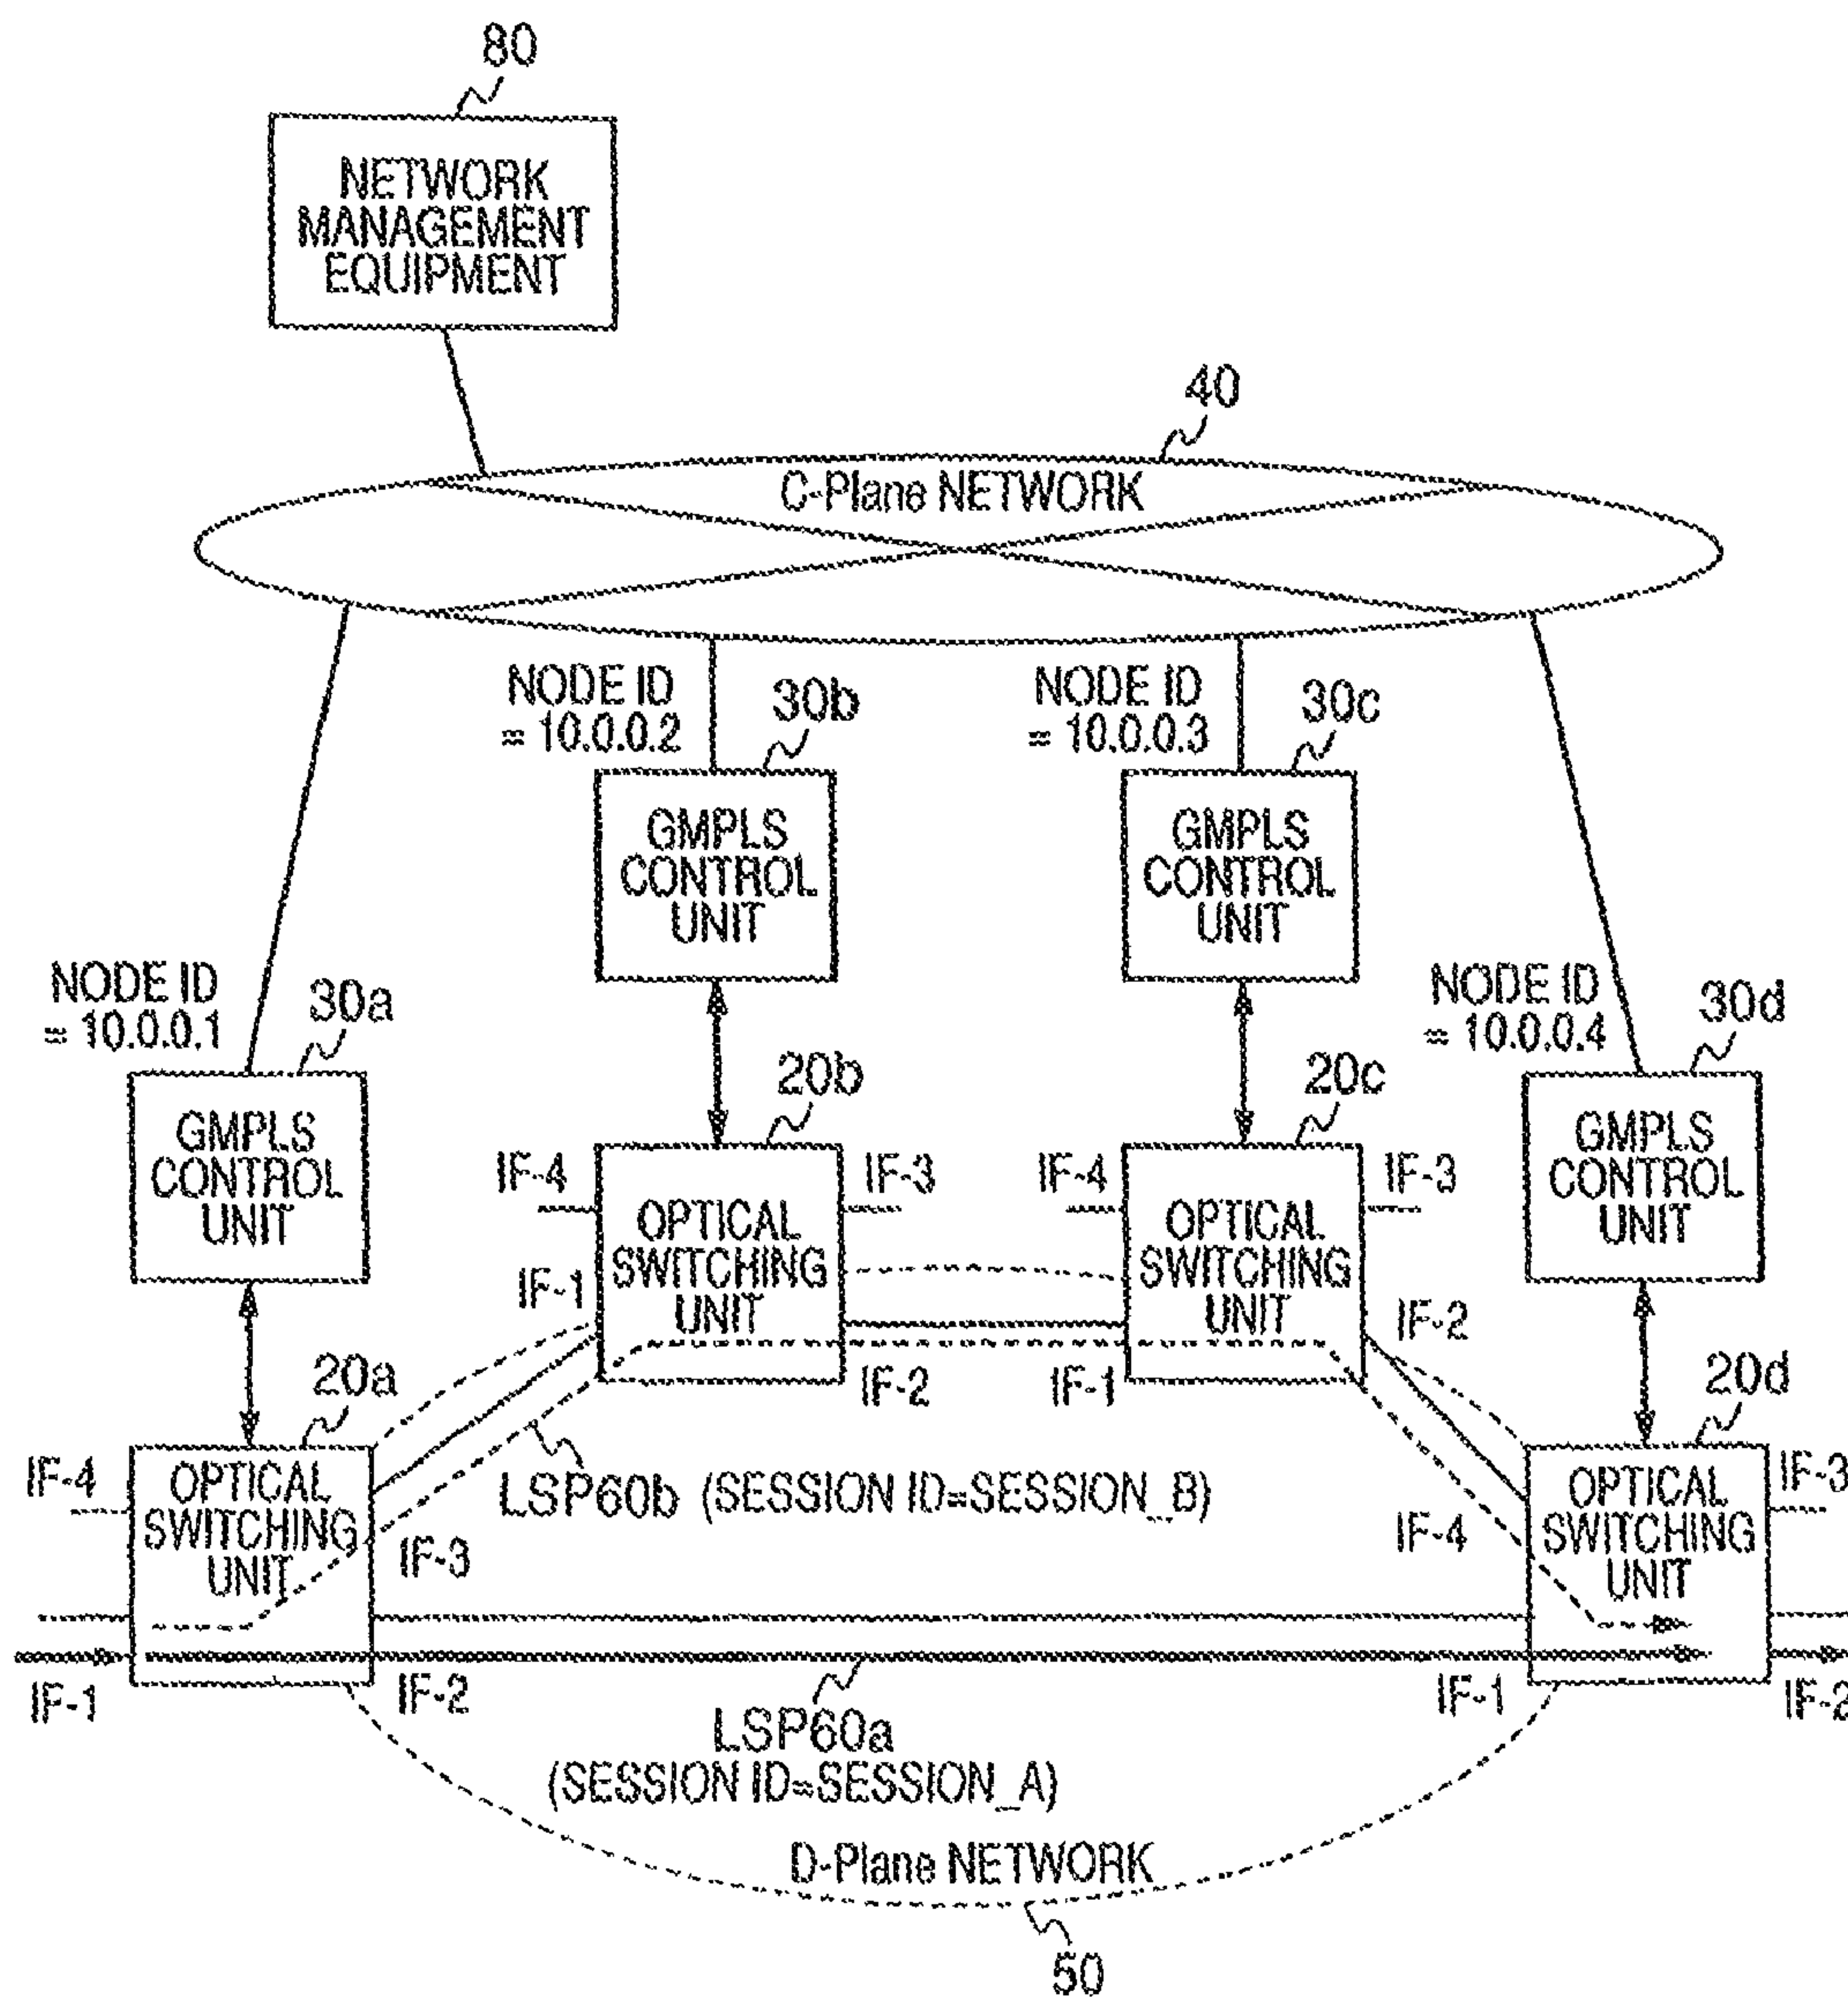 80
NETWORK
MANAGEMENT
EQUIPMENT
40
C-Plane NETWORK
NODE ID
= 10.0.0.2
30b
NODE ID
= 10.0.0.3
30c
GMPLS
CONTROL
UNIT
GMPLS
CONTROL
UNIT
NODE ID
= 10.0.0.1
30a
NODE ID
= 10.0.0.4
30d
20b
20c
GMPLS
CONTROL
UNIT
GMPLS
CONTROL
UNIT
IF-4
OPTICAL
SWITCHING
UNIT
IF-3
IF-4
OPTICAL
SWITCHING
UNIT
IF-3
IF-1
IF-2
IF-2
IF-1
20a
20d
IF-4
OPTICAL
SWITCHING
UNIT
LSP60b (SESSION ID=SESSION_B)
IF-3
IF-4
OPTICAL
SWITCHING
UNIT
IF-3
IF-1
IF-2
IF-1
IF-2
LSP60a
(SESSION ID=SESSION_A)
D-Plane NETWORK
50